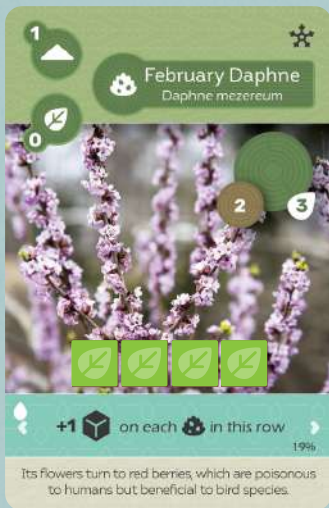 1
February Daphne
Daphne mezereum
0
2
3
+1 on each in this row
19%
Its flowers turn to red berries, which are poisonous
to humans but beneficial to bird species.